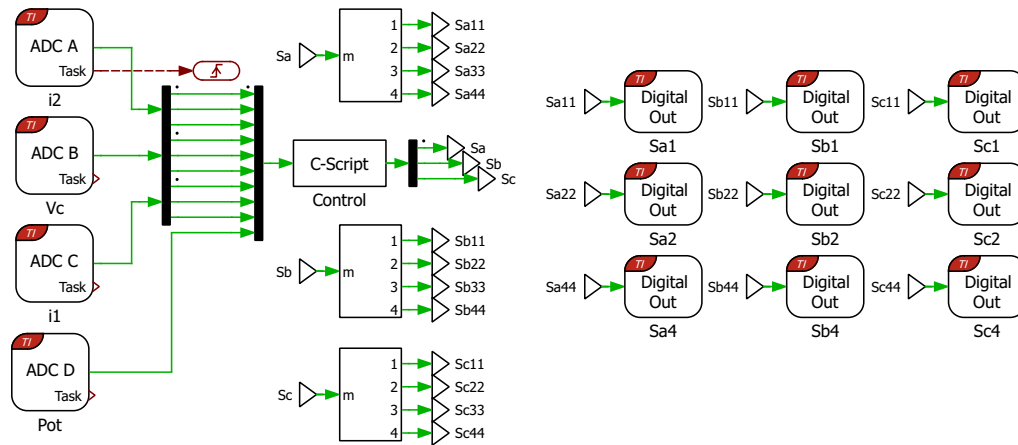 TI
ADC A
Task
i2
TI
ADC B
Task
Vc
TI
ADC C
Task
i1
TI
ADC D
Task
Pot
Sa
m
1
2
3
4
Sa11
Sa22
Sa33
Sa44
C-Script
Control
Sa
Sb
Sc
Sb
m
1
2
3
4
Sb11
Sb22
Sb33
Sb44
Sc
m
1
2
3
4
Sc11
Sc22
Sc33
Sc44
Sa11
TI
Digital
Out
Sa1
Sb11
TI
Digital
Out
Sb1
Sc11
TI
Digital
Out
Sc1
Sa22
TI
Digital
Out
Sa2
Sb22
TI
Digital
Out
Sb2
Sc22
TI
Digital
Out
Sc2
Sa44
TI
Digital
Out
Sa4
Sb44
TI
Digital
Out
Sb4
Sc44
TI
Digital
Out
Sc4